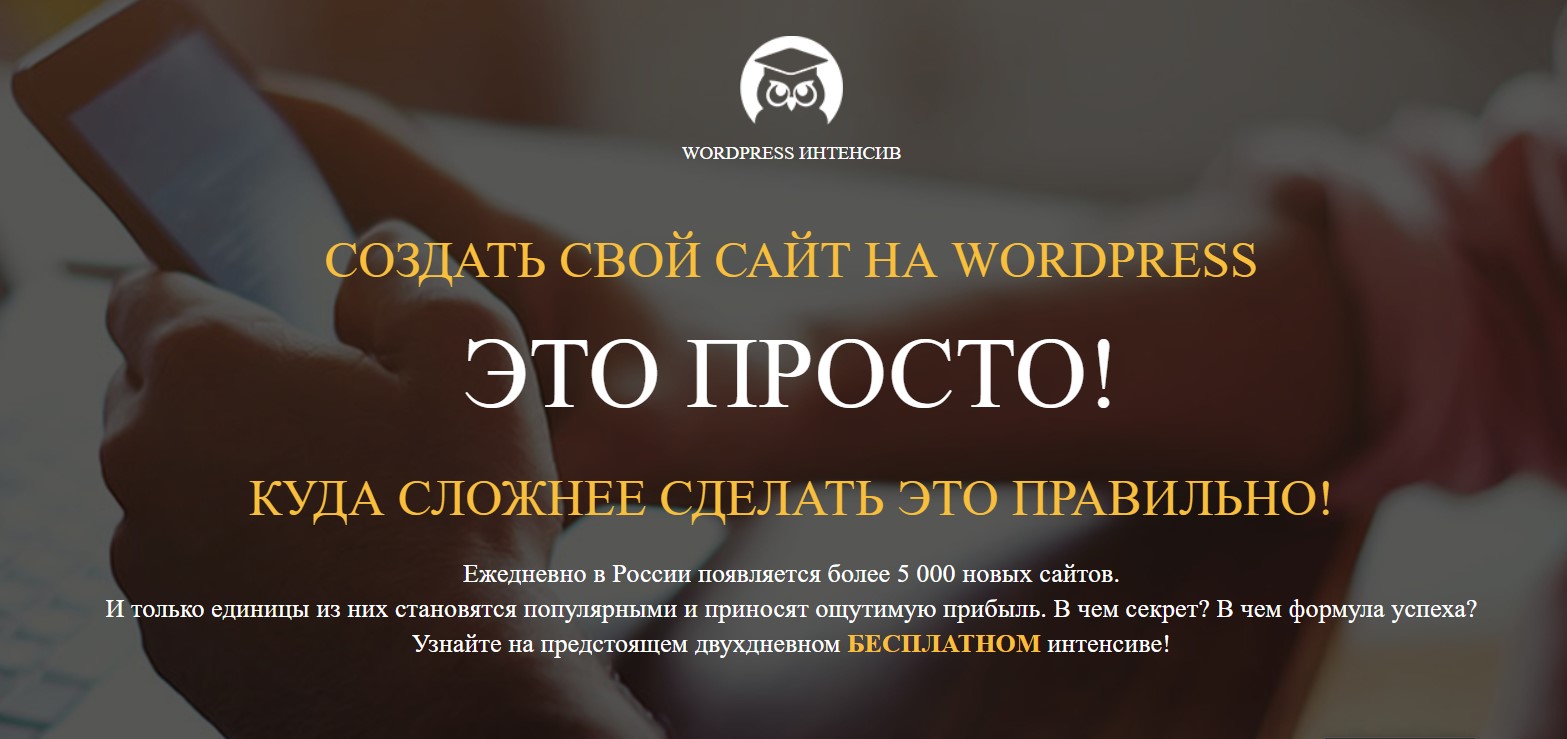 WORDPRESS ИНТЕНСИВ
СОЗДАТЬ СВОЙ САЙТ НА WORDPRESS
ЭТО ПРОСТО!
КУДА СЛОЖНЕЕ СДЕЛАТЬ ЭТО ПРАВИЛЬНО!
Ежедневно в России появляется более 5 000 новых сайтов.
И только единицы из них становятся популярными и приносят ощутимую прибыль. В чем секрет? В чем формула успеха?
Узнайте на предстоящем двухдневном БЕСПЛАТНОМ интенсиве!